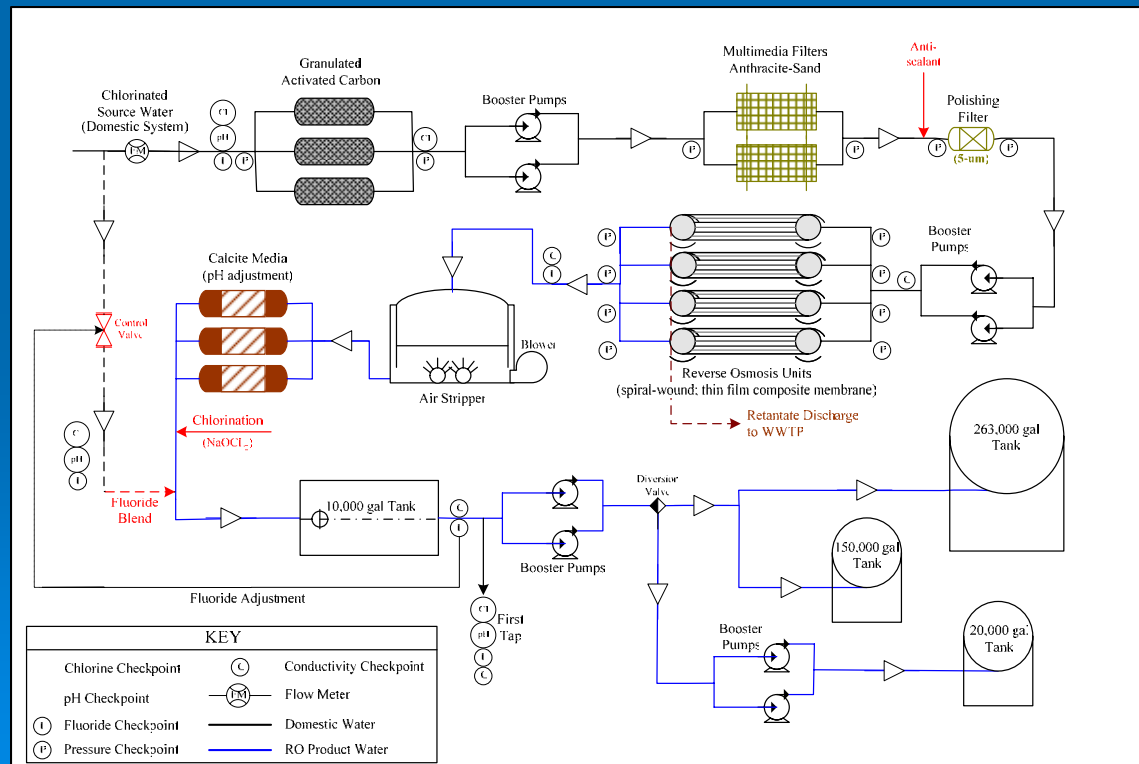 Granulated
Activated Carbon
Multimedia Filters
Anthracite-Sand
Anti-
scalant
Chlorinated
Source Water
(Domestic System)
Booster Pumps
Polishing
Filter
(5-um)
Cl
pH
F
P
FM
Cl
P
P
P
P
P
Calcite Media
(pH adjustment)
Booster
Pumps
P
P
P
P
P
C
F
P
P
P
P
C
Control
Valve
Blower
Air Stripper
Reverse Osmosis Units
(spiral-wound; thin film composite membrane)
Retantate Discharge
to WWTP
263,000 gal
Tank
Chlorination
(NaOCL2)
C
pH
F
Fluoride
Blend
10,000 gal Tank
C
F
Diversion
Valve
Booster Pumps
150,000 gal
Tank
Fluoride Adjustment
Cl
pH
F
C
First
Tap
Booster
Pumps
20,000 gal
Tank
KEY
Chlorine Checkpoint
C
Conductivity Checkpoint
pH Checkpoint
FM
Flow Meter
F
Fluoride Checkpoint
Domestic Water
P
Pressure Checkpoint
RO Product Water